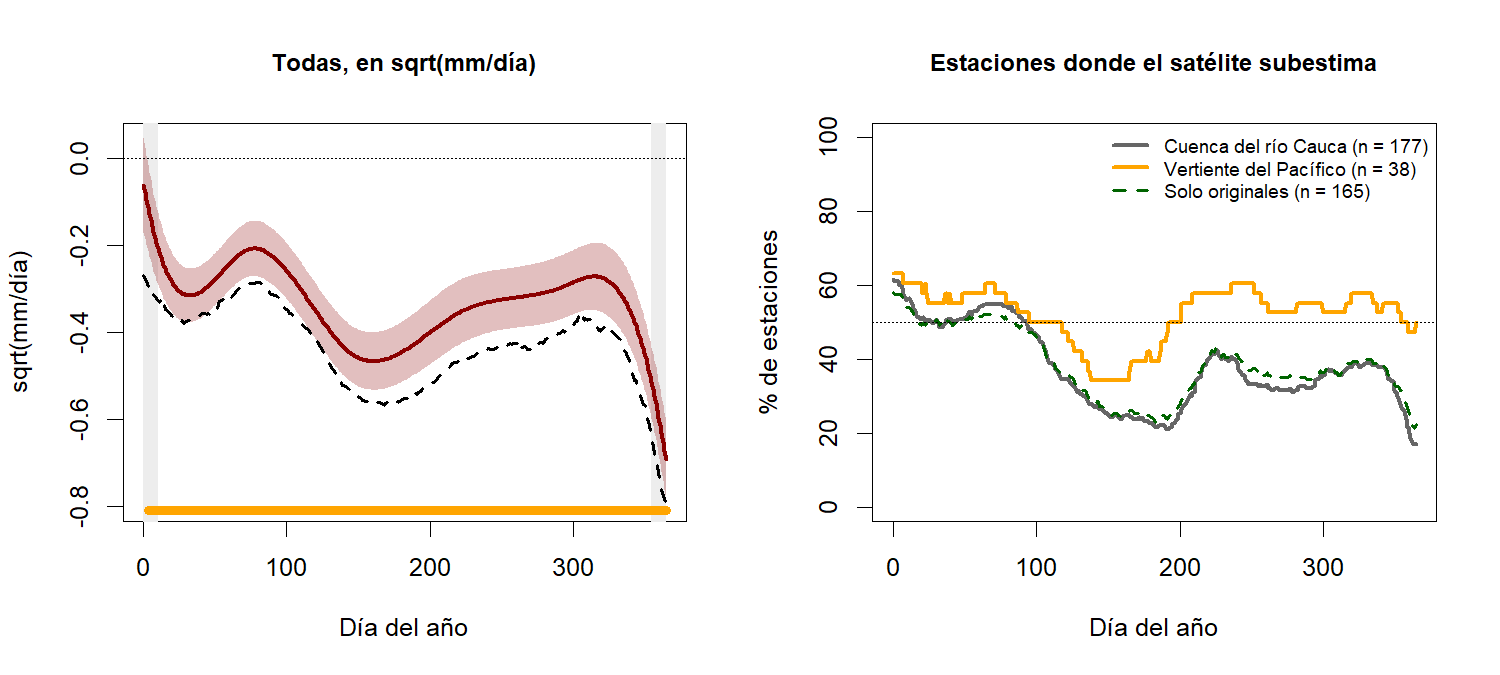 Todas, en sqrt(mm/día)
sqrt(mm/día)
0.0
-0.2
-0.4
-0.6
-0.8
0 100 200 300
Día del año
Estaciones donde el satélite subestima
% de estaciones
100
80
60
40
20
0
Cuenca del río Cauca (n = 177)
Vertiente del Pacífico (n = 38)
Solo originales (n = 165)
0 100 200 300
Día del año